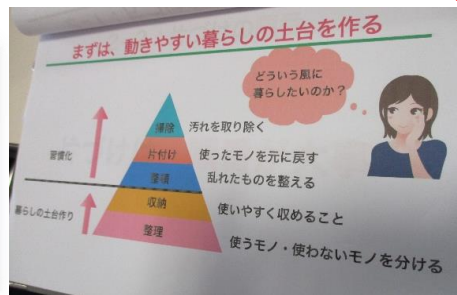 まずは、動きやすい暮らしの土台を作る
どういう風に
暮らしたいのか？
掃除 汚れを取り除く
習慣化
片付け 使ったモノを元に戻す
整頓 乱れたものを整える
収納 使いやすく収めること
暮らしの土台作り
整理 使うモノ・使わないモノを分ける